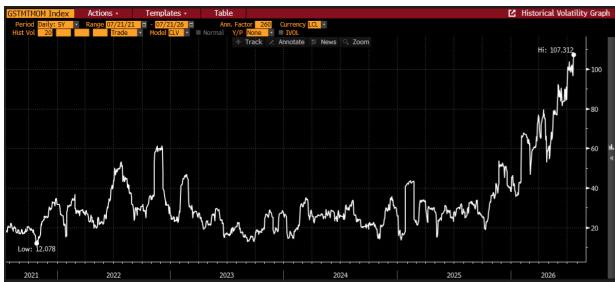 GSTMTMOM Index Actions Templates Table Historical Volatility Graph
Period Daily: 5Y Range 07/21/21 - 07/21/26 Ann. Factor 260 Currency LCL
Hist Vol 20 Trade Model CLV Normal Y/P None IVOL
Track Annotate News Zoom
Hi: 107.312
100
80
60
40
20
Low: 12.078
2021 2022 2023 2024 2025 2026